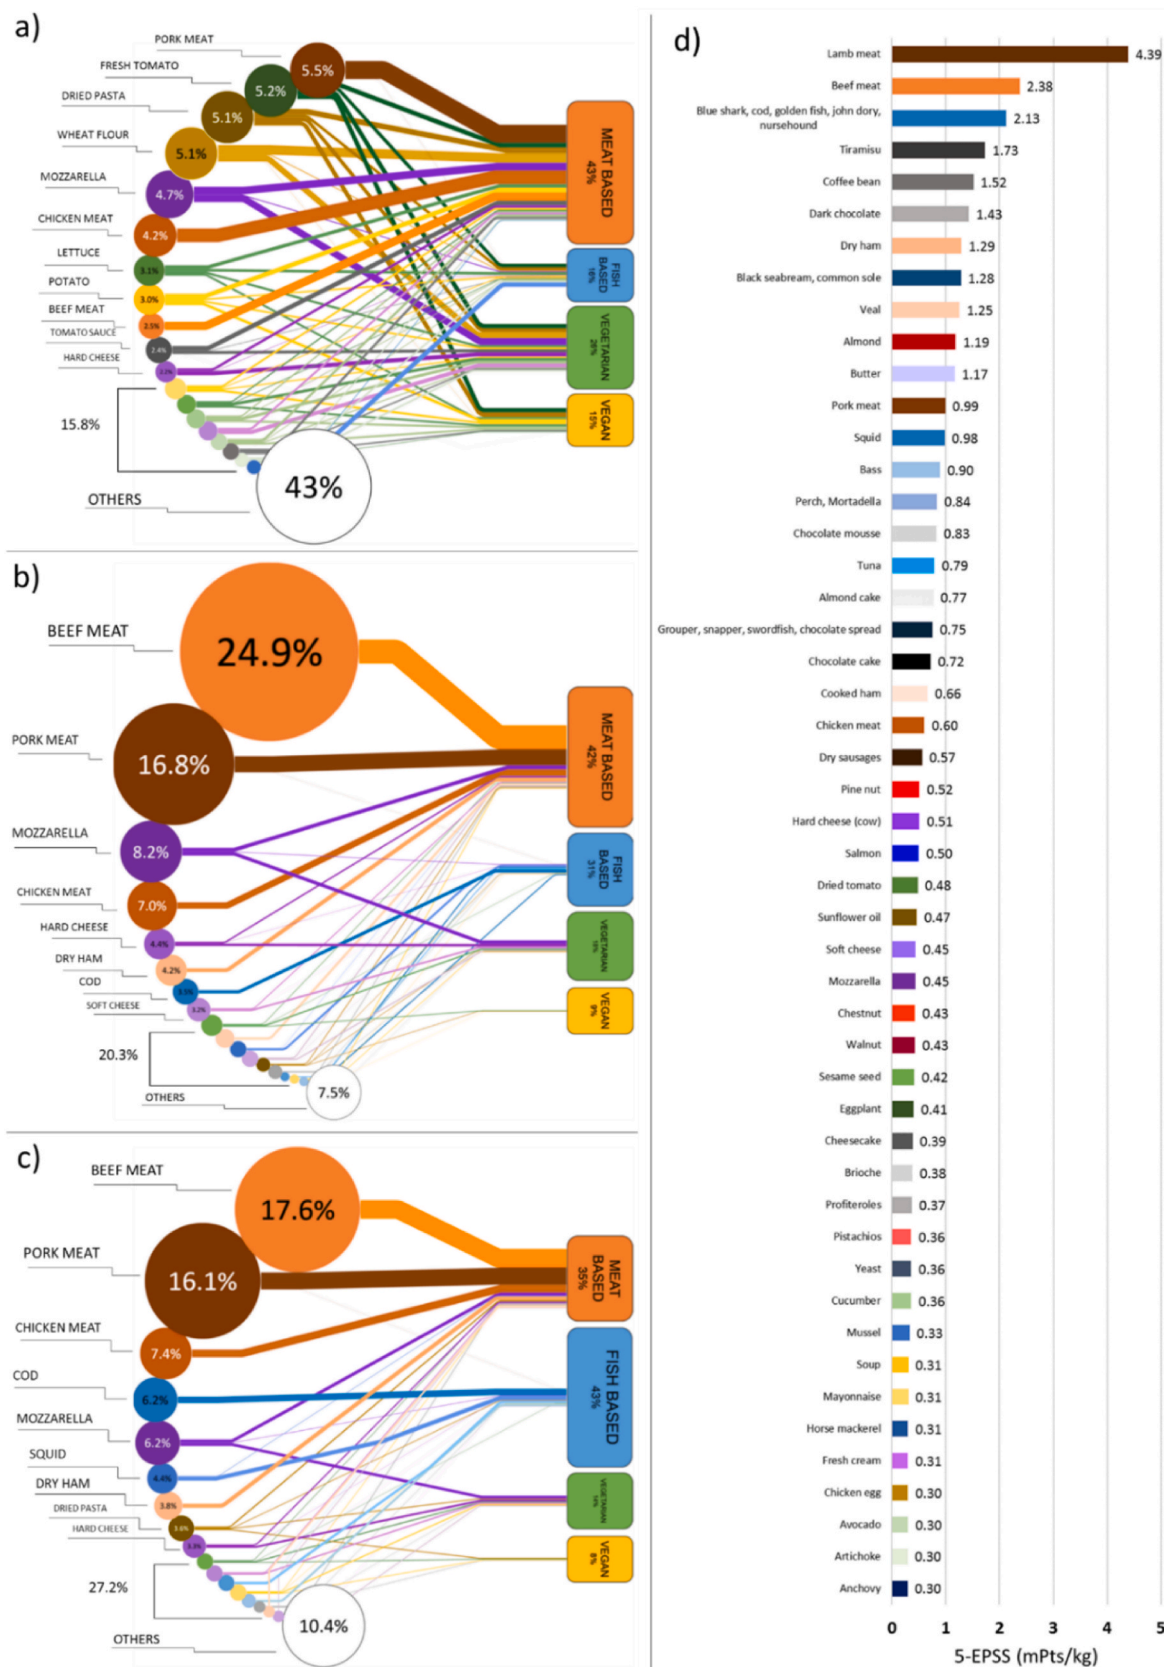 a)
PORK MEAT
5.5%
FRESH TOMATO
5.2%
DRIED PASTA
5.1%
WHEAT FLOUR
5.1%
MOZZARELLA
4.7%
CHICKEN MEAT
4.2%
LETTUCE
3.1%
POTATO
3.0%
BEEF MEAT
2.5%
TOMATO SAUCE
2.4%
HARD CHEESE
15.8%
OTHERS
43%
MEAT BASED
43%
FISH
BASED
VEGETARIAN
VEGAN
15%
b)
BEEF MEAT
24.9%
PORK MEAT
16.8%
MOZZARELLA
8.2%
CHICKEN MEAT
7.0%
HARD CHEESE
4.4%
DRY HAM
4.2%
COD
3.5%
SOFT CHEESE
3.2%
20.3%
OTHERS
7.5%
MEAT BASED
42%
FISH
BASED
31%
VEGETARIAN
VEGAN
9%
c)
BEEF MEAT
17.6%
PORK MEAT
16.1%
CHICKEN MEAT
7.4%
COD
6.2%
MOZZARELLA
6.2%
SQUID
4.4%
DRY HAM
3.8%
DRIED PASTA
3.6%
HARD CHEESE
27.2%
OTHERS
10.4%
MEAT
BASED
35%
FISH BASED
43%
VEGETARIAN
VEGAN
8%
d)
Lamb meat 4.39
Beef meat 2.38
Blue shark, cod, golden fish, john dory,
nursehound 2.13
Tiramisu 1.73
Coffee bean 1.52
Dark chocolate 1.43
Dry ham 1.29
Black seabream, common sole 1.28
Veal 1.25
Almond 1.19
Butter 1.17
Pork meat 0.99
Squid 0.98
Bass 0.90
Perch, Mortadella 0.84
Chocolate mousse 0.83
Tuna 0.79
Almond cake 0.77
Grouper, snapper, swordfish, chocolate spread 0.75
Chocolate cake 0.72
Cooked ham 0.66
Chicken meat 0.60
Dry sausages 0.57
Pine nut 0.52
Hard cheese (cow) 0.51
Salmon 0.50
Dried tomato 0.48
Sunflower oil 0.47
Soft cheese 0.45
Mozzarella 0.45
Chestnut 0.43
Walnut 0.43
Sesame seed 0.42
Eggplant 0.41
Cheesecake 0.39
Brioche 0.38
Profiteroles 0.37
Pistachios 0.36
Yeast 0.36
Cucumber 0.36
Mussel 0.33
Soup 0.31
Mayonnaise 0.31
Horse mackerel 0.31
Fresh cream 0.31
Chicken egg 0.30
Avocado 0.30
Artichoke 0.30
Anchovy 0.30
0 1 2 3 4 5
5-EPSS (mPts/kg)